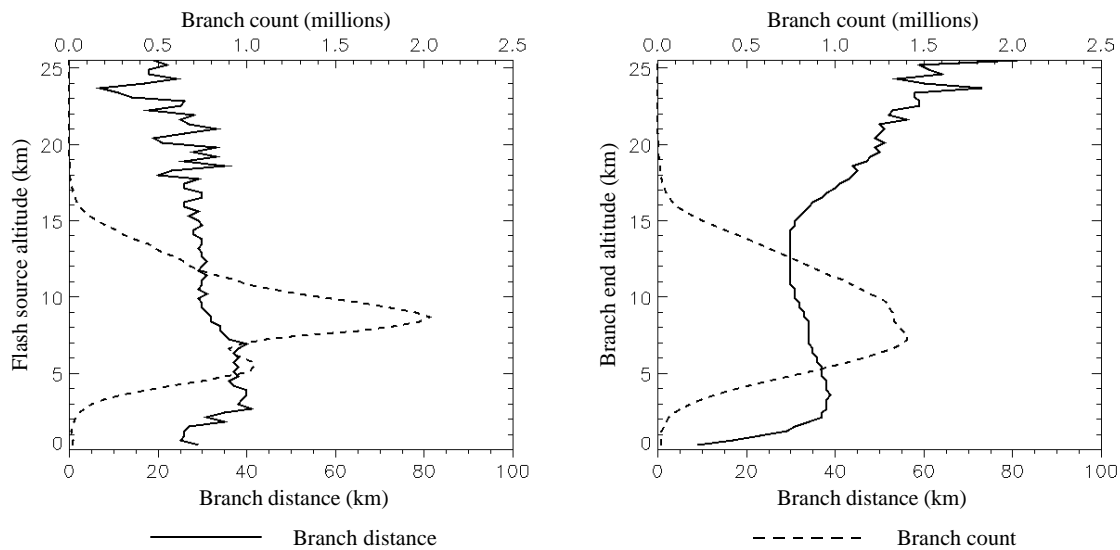 Branch count (millions)
0.0 0.5 1.0 1.5 2.0 2.5
25
20
15
10
5
0
Flash source altitude (km)
0 20 40 60 80 100
Branch distance (km)
Branch count (millions)
0.0 0.5 1.0 1.5 2.0 2.5
25
20
15
10
5
0
Branch end altitude (km)
0 20 40 60 80 100
Branch distance (km)
Branch distance
Branch count